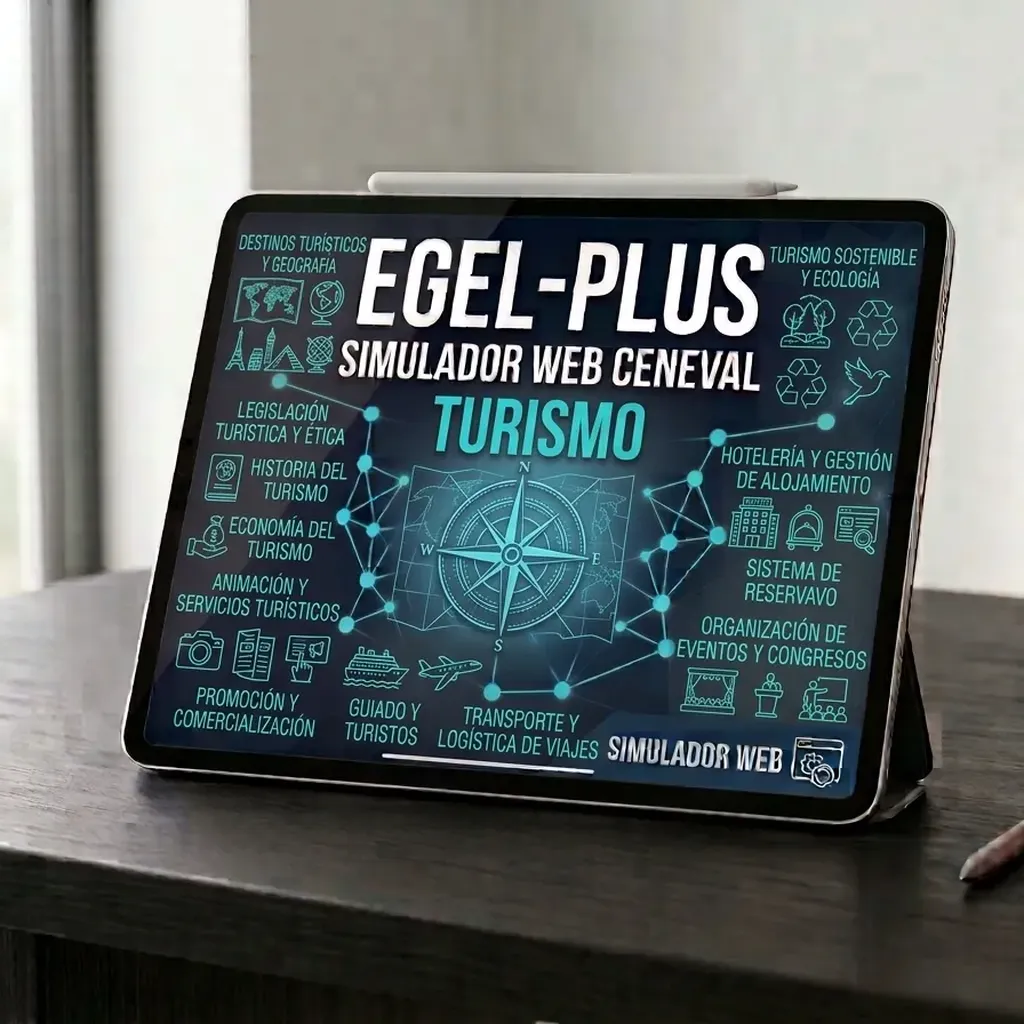 EGEL-PLUS
SIMULADOR WEB CENEVAL
TURISMO
DESTINOS TURÍSTICOS
Y GEOGRAFÍA
LEGISLACIÓN
TURISTICA Y ÉTICA
HISTORIA DEL
TURISMO
ECONOMÍA DEL
TURISMO
ANIMACIÓN Y
SERVICIOS TURÍSTICOS
PROMOCIÓN Y
COMERCIALIZACIÓN
GUIADO Y
TURISTOS
TRANSPORTE Y
LOGÍSTICA DE VIAJES
N
W
E
S
TURISMO SOSTENIBLE
Y ECOLOGÍA
HOTELERÍA Y GESTIÓN
DE ALOJAMIENTO
SISTEMA DE
RESERVAVO
ORGANIZACIÓN DE
EVENTOS Y CONGRESOS
SIMULADOR WEB